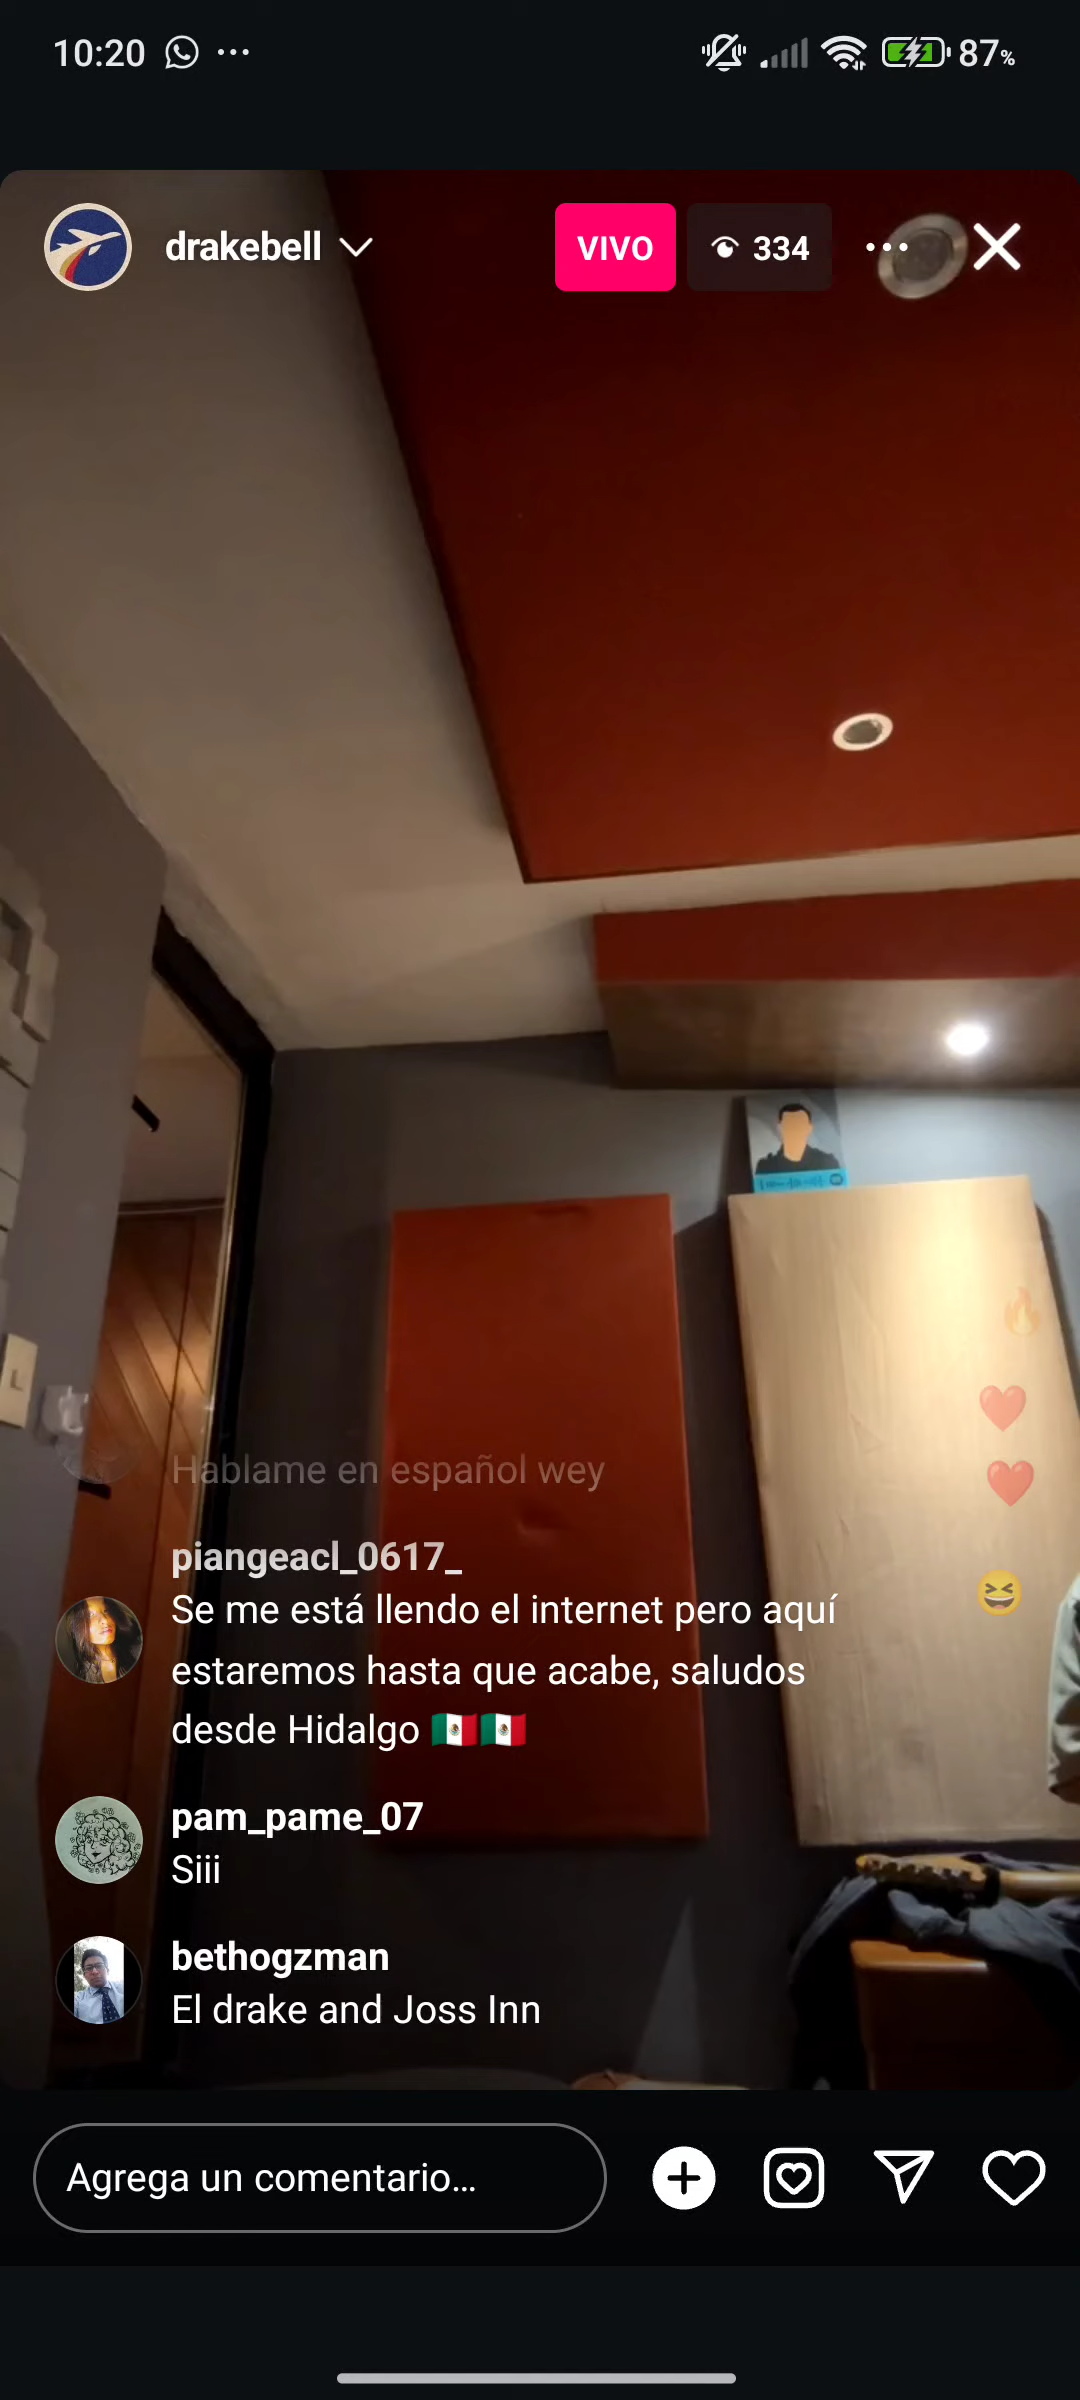 10:20 87%
drakebell VIVO 334
Hablame en español wey
piangeacl_0617_
Se me está llendo el internet pero aquí
estaremos hasta que acabe, saludos
desde Hidalgo 🇲🇽🇲🇽
pam_pame_07
Siii
bethogzman
El drake and Joss Inn
Agrega un comentario...